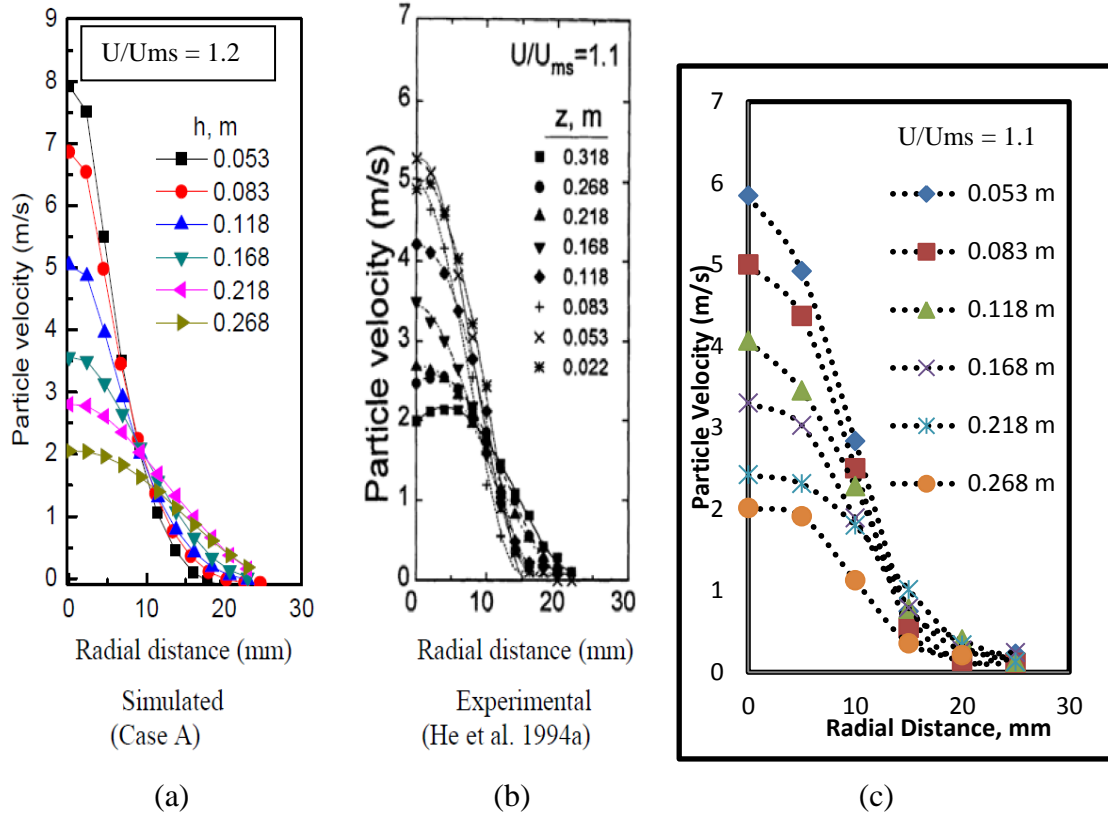 9
8
7
6
5
4
3
2
1
0
U/Ums = 1.2
h, m
0.053
0.083
0.118
0.168
0.218
0.268
Particle velocity (m/s)
0 10 20 30
Radial distance (mm)
Simulated
(Case A)
(a)
7
6
5
4
3
2
1
0
U/Ums=1.1
z, m
0.318
0.268
0.218
0.168
0.118
0.083
0.053
0.022
Particle velocity (m/s)
0 10 20 30
Radial distance (mm)
Experimental
(He et al. 1994a)
(b)
7
6
5
4
3
2
1
0
U/Ums = 1.1
0.053 m
0.083 m
0.118 m
0.168 m
0.218 m
0.268 m
Particle Velocity (m/s)
0 10 20 30
Radial Distance, mm
(c)